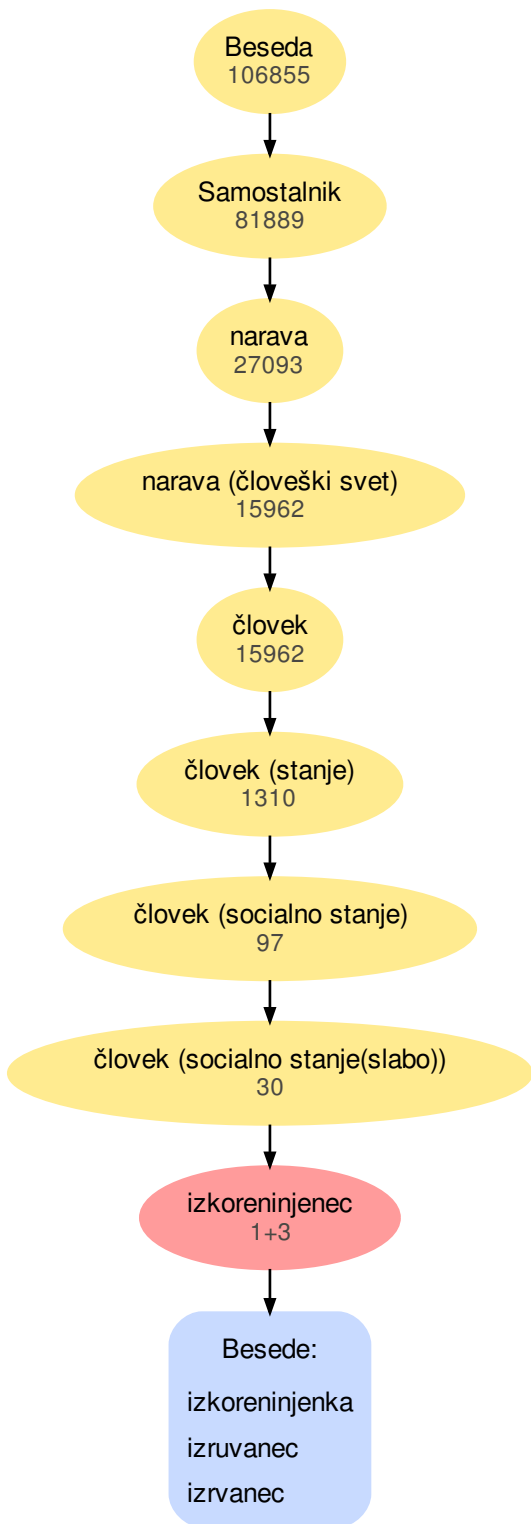 Beseda
106855
Samostalnik
81889
narava
27093
narava (človeški svet)
15962
človek
15962
človek (stanje)
1310
človek (socialno stanje)
97
človek (socialno stanje(slabo))
30
izkoreninjenec
1+3
Besede:
izkoreninjenka
izruvanec
izrvanec